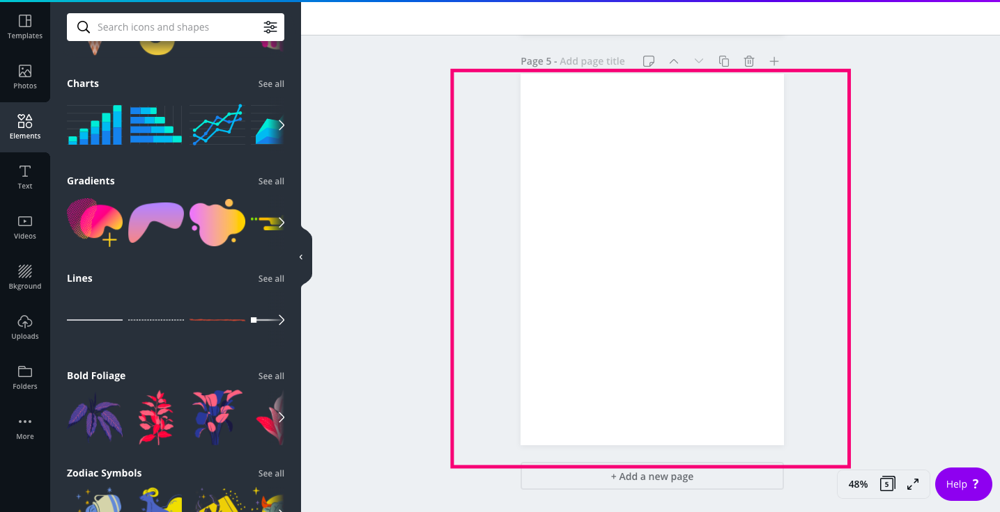 Templates
Photos
Elements
Text
Videos
Bkground
Uploads
Folders
More
Search icons and shapes
Charts See all
Gradients See all
Lines See all
Bold Foliage See all
Zodiac Symbols See all
Page 5 - Add page title
+ Add a new page
48% 5
Help ?